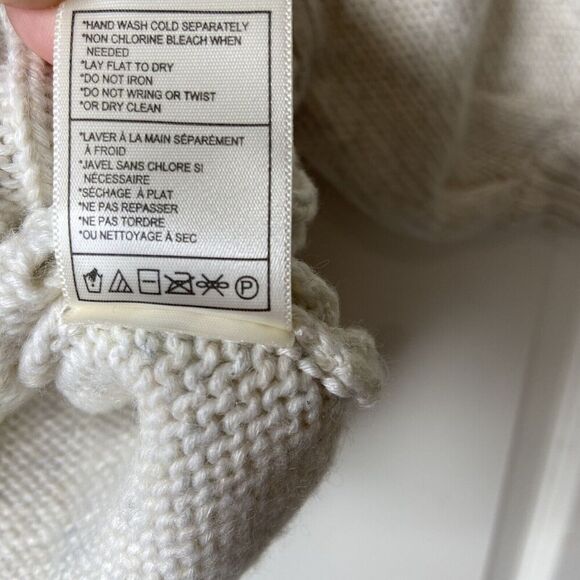 *HAND WASH COLD SEPARATELY
*NON CHLORINE BLEACH WHEN
NEEDED
*LAY FLAT TO DRY
*DO NOT IRON
*DO NOT WRING OR TWIST
*OR DRY CLEAN
*LAVER À LA MAIN SÉPARÉMENT
À FROID
*JAVEL SANS CHLORE SI
NÉCESSAIRE
*SÉCHAGE À PLAT
*NE PAS REPASSER
*NE PAS TORDRE
*OU NETTOYAGE À SEC
P